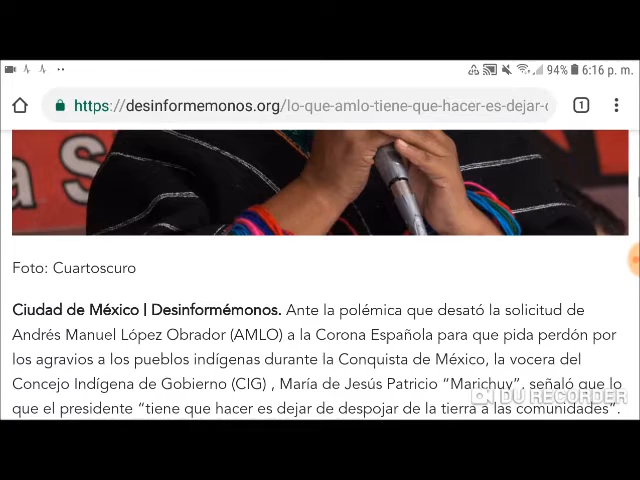 94% 6:16 p. m.
https://desinformemonos.org/lo-que-amlo-tiene-que-hacer-es-dejar-
1
a S
Foto: Cuartoscuro
Ciudad de México | Desinformémonos. Ante la polémica que desató la solicitud de
Andrés Manuel López Obrador (AMLO) a la Corona Española para que pida perdón por
los agravios a los pueblos indígenas durante la Conquista de México, la vocera del
Concejo Indígena de Gobierno (CIG) , María de Jesús Patricio “Marichuy”, señaló que lo
que el presidente “tiene que hacer es dejar de despojar de la tierra a las comunidades”.
DU RECORDER